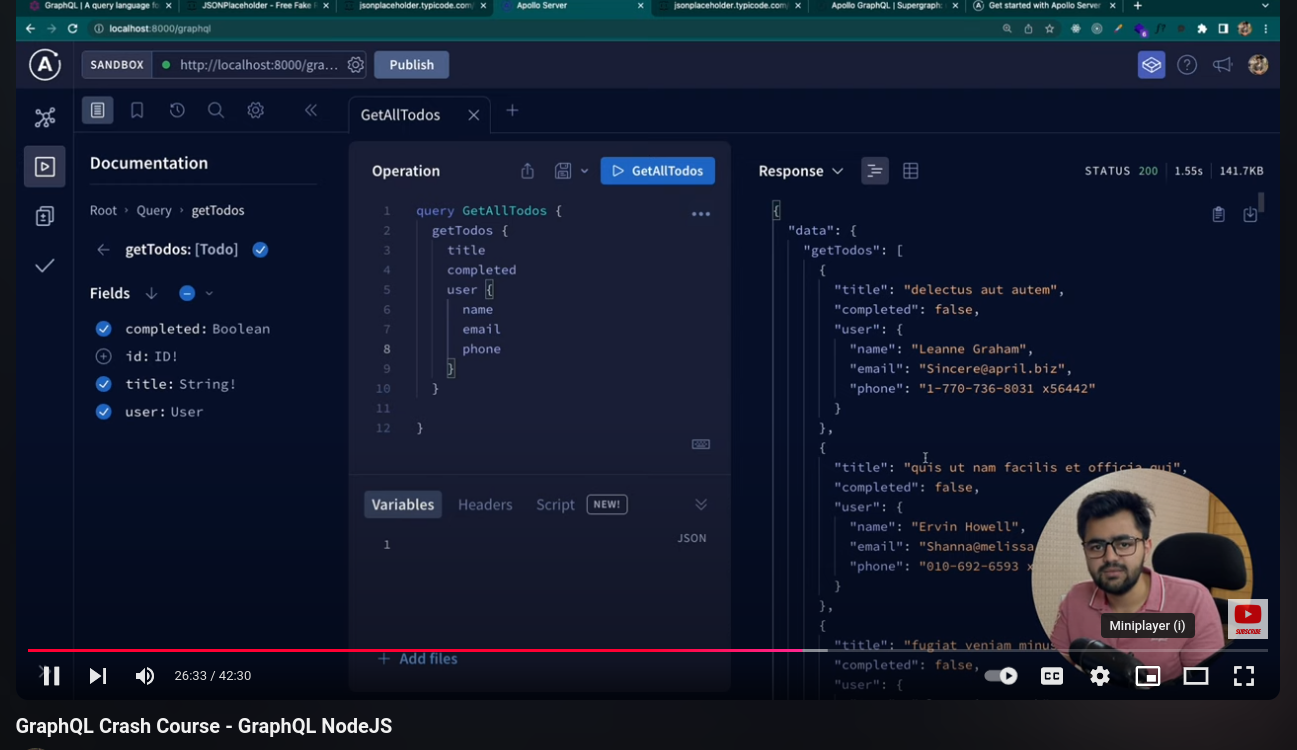 GraphQL | A query language fo
JSONPlaceholder - Free Fake R
jsonplaceholder.typicode.com/
Apollo Server
jsonplaceholder.typicode.com/
Apollo GraphQL | Supergraph:
Get started with Apollo Server
localhost:8000/graphql
SANDBOX
http://localhost:8000/gra...
Publish
GetAllTodos
Documentation
Root › Query › getTodos
getTodos: [Todo]
Fields
completed: Boolean
id: ID!
title: String!
user: User
Operation
GetAllTodos
1 query GetAllTodos {
2 getTodos {
3 title
4 completed
5 user {
6 name
7 email
8 phone
9 }
10 }
11
12 }
Variables Headers Script NEW!
1
JSON
+ Add files
Response
STATUS 200 1.55s 141.7KB
{
"data": {
"getTodos": [
{
"title": "delectus aut autem",
"completed": false,
"user": {
"name": "Leanne Graham",
"email": "Sincere@april.biz",
"phone": "1-770-736-8031 x56442"
}
},
{
"title": "quis ut nam facilis et officia qui",
"completed": false,
"user": {
"name": "Ervin Howell",
"email": "Shanna@melissa
"phone": "010-692-6593 x
}
},
{
"title": "fugiat veniam minus
"completed": false,
"user": {
SUBSCRIBE
Miniplayer (i)
26:33 / 42:30
CC
GraphQL Crash Course - GraphQL NodeJS